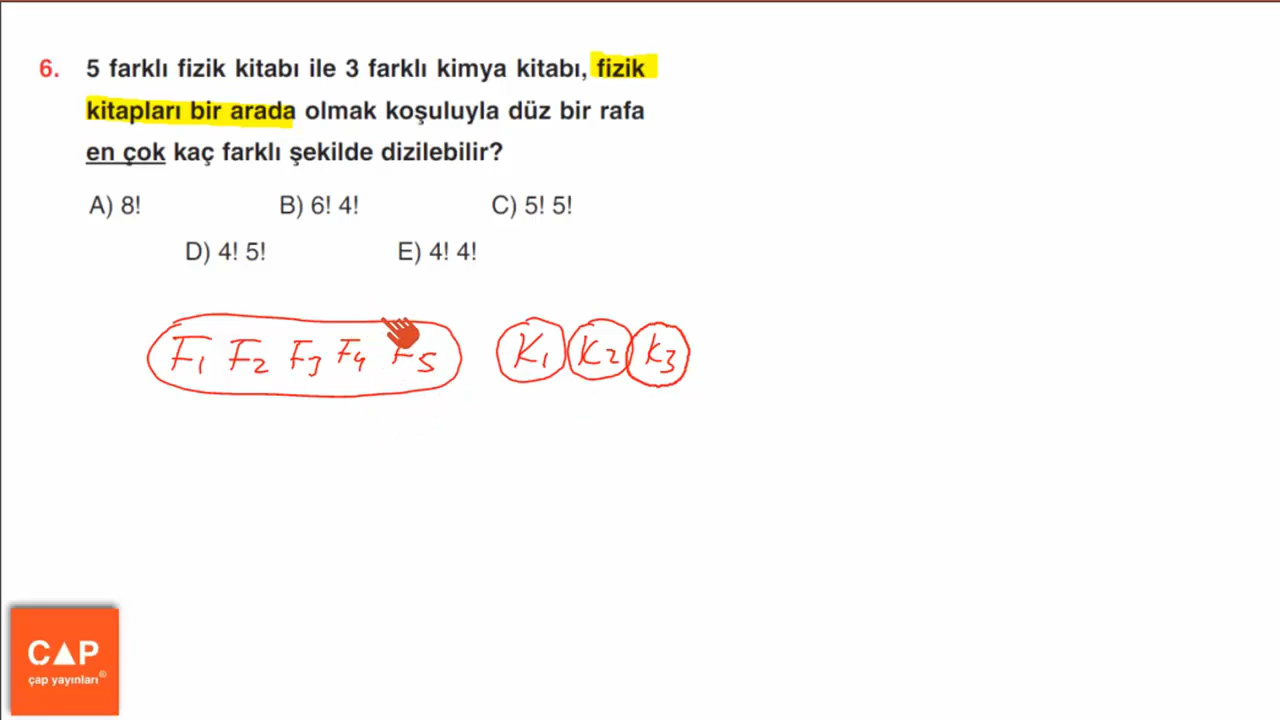 6. 5 farklı fizik kitabı ile 3 farklı kimya kitabı, fizik
kitapları bir arada olmak koşuluyla düz bir rafa
en çok kaç farklı şekilde dizilebilir?
A) 8! B) 6! 4! C) 5! 5!
D) 4! 5! E) 4! 4!
F1 F2 F3 F4 F5 K1 K2 K3
CAP
çap yayınları®